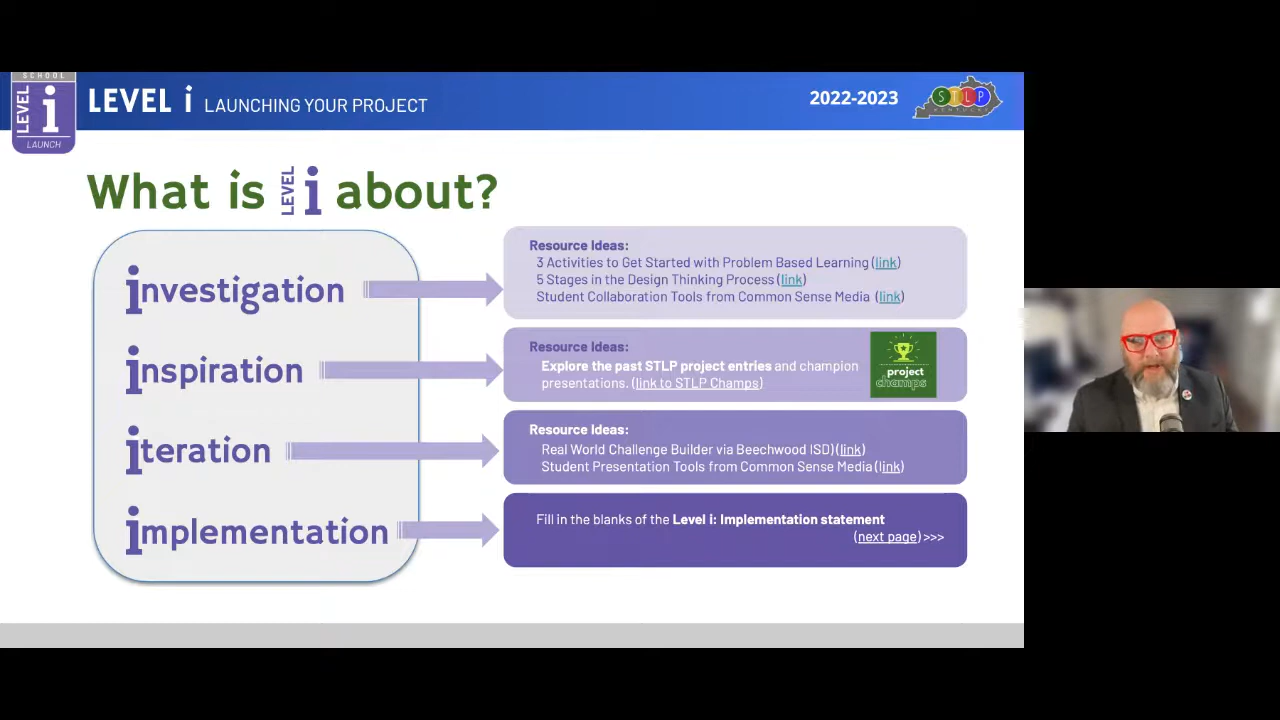 SCHOOL
LEVEL i
LAUNCH
LEVEL i LAUNCHING YOUR PROJECT
2022-2023
STLP
KENTUCKY
What is LEVEL i about?
investigation
Resource Ideas:
3 Activities to Get Started with Problem Based Learning (link)
5 Stages in the Design Thinking Process (link)
Student Collaboration Tools from Common Sense Media (link)
inspiration
Resource Ideas:
Explore the past STLP project entries and champion
presentations. (link to STLP Champs)
project
champs
iteration
Resource Ideas:
Real World Challenge Builder via Beechwood ISD) (link)
Student Presentation Tools from Common Sense Media (link)
implementation
Fill in the blanks of the Level i: Implementation statement
(next page) >>>